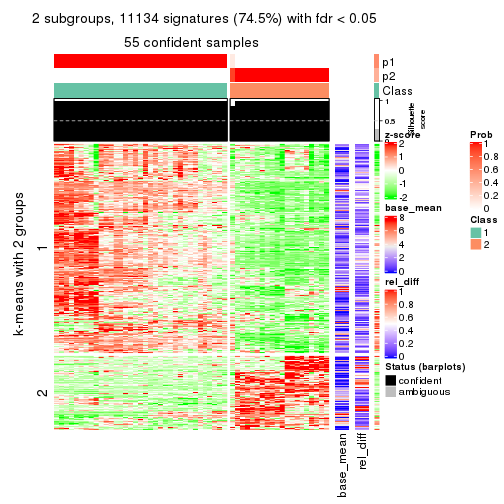 2 subgroups, 11134 signatures (74.5%) with fdr < 0.05
55 confident samples
p1
p2
Class
1
0.5
0
Silhouette
score
k-means with 2 groups
1
2
base_mean
rel_diff
z-score
2
1
0
-1
-2
base_mean
8
6
4
2
0
rel_diff
1
0.8
0.6
0.4
0.2
0
Status (barplots)
confident
ambiguous
Prob
1
0.8
0.6
0.4
0.2
0
Class
1
2